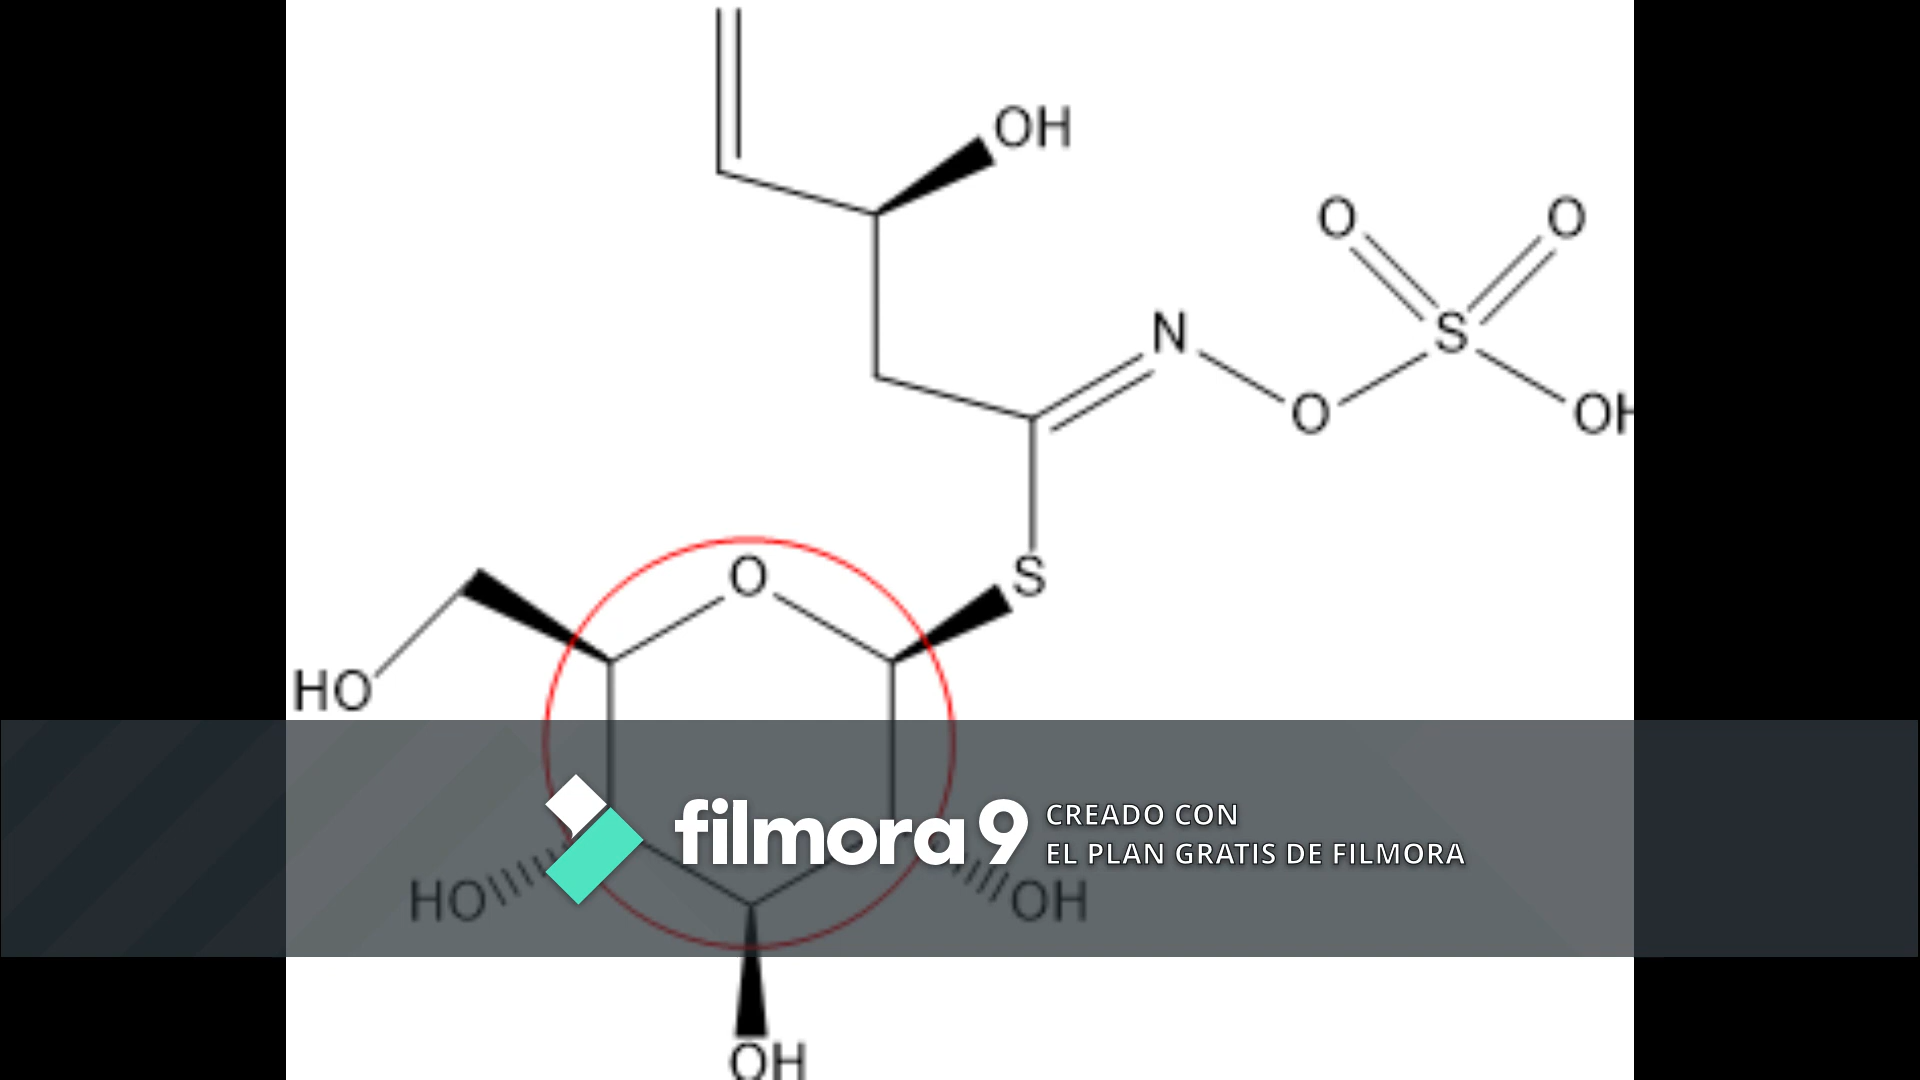 OH
O
O
N
S
O
OH
O
S
HO
filmora9
CREADO CON
EL PLAN GRATIS DE FILMORA
HO
OH
OH